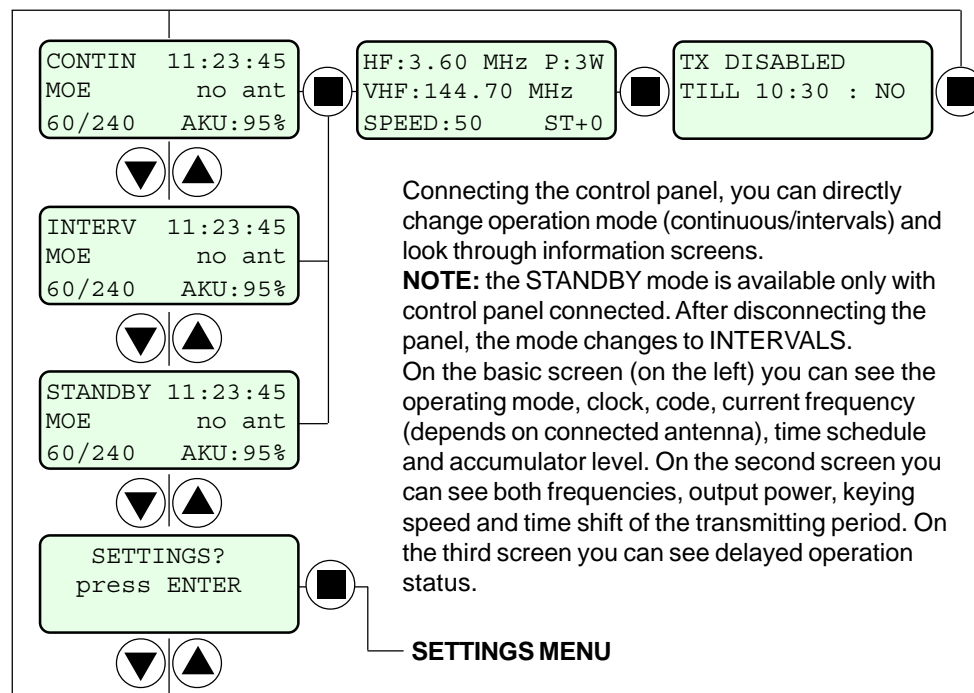 CONTIN 11:23:45
MOE no ant
60/240 AKU:95%
HF:3.60 MHz P:3W
VHF:144.70 MHz
SPEED:50 ST+0
TX DISABLED
TILL 10:30 : NO
INTERV 11:23:45
MOE no ant
60/240 AKU:95%
STANDBY 11:23:45
MOE no ant
60/240 AKU:95%
SETTINGS?
press ENTER
Connecting the control panel, you can directly
change operation mode (continuous/intervals) and
look through information screens.
NOTE: the STANDBY mode is available only with
control panel connected. After disconnecting the
panel, the mode changes to INTERVALS.
On the basic screen (on the left) you can see the
operating mode, clock, code, current frequency
(depends on connected antenna), time schedule
and accumulator level. On the second screen you
can see both frequencies, output power, keying
speed and time shift of the transmitting period. On
the third screen you can see delayed operation
status.
SETTINGS MENU